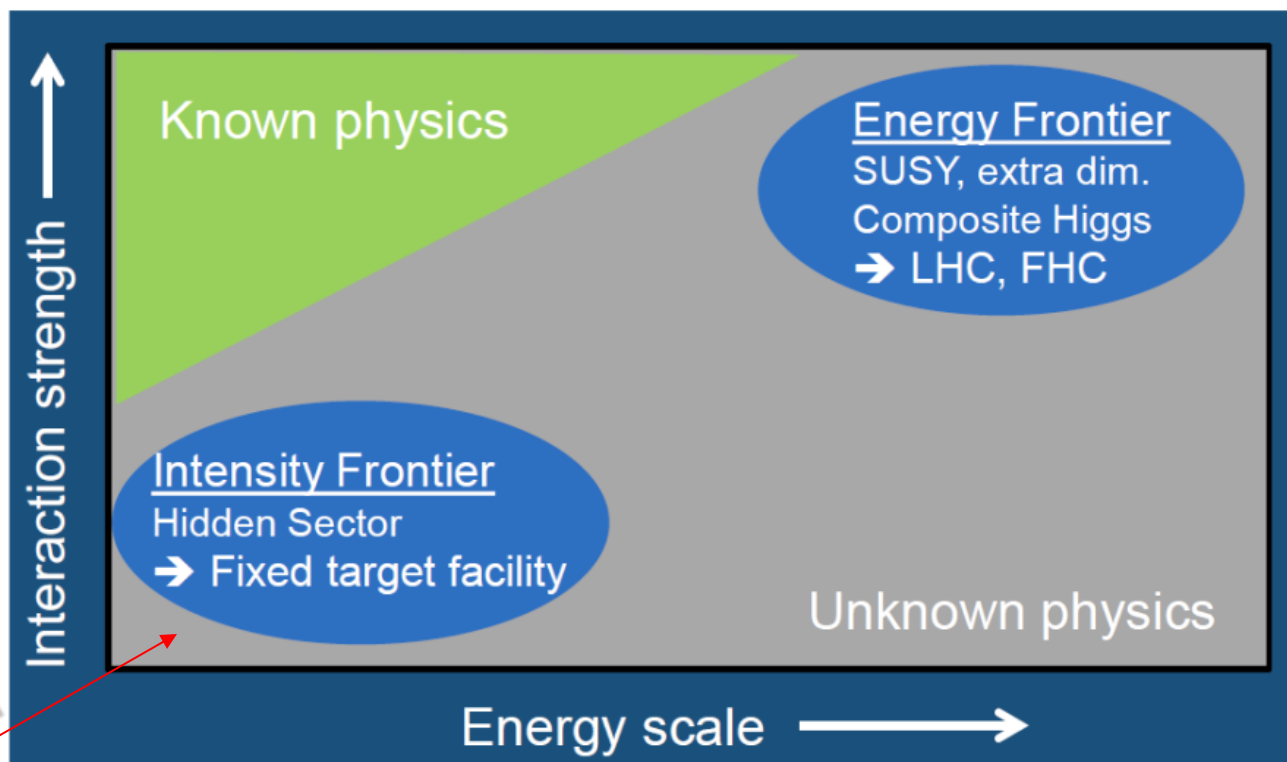 Known physics
Energy Frontier
SUSY, extra dim.
Composite Higgs
➔ LHC, FHC
Interaction strength
Intensity Frontier
Hidden Sector
➔ Fixed target facility
Unknown physics
Energy scale